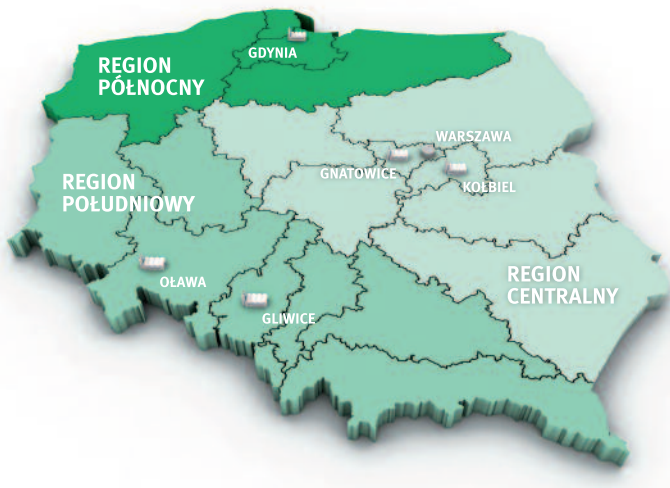 GDYNIA
REGION
PÓŁNOCNY
WARSZAWA
GNATOWICE
KOŁBIEL
REGION
POŁUDNIOWY
OŁAWA
GLIWICE
REGION
CENTRALNY